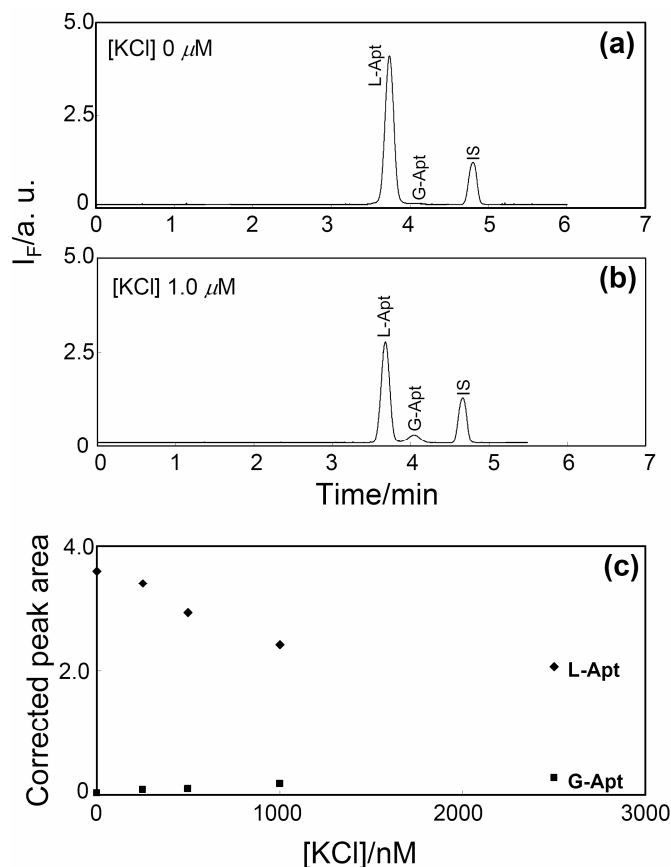 5.0
[KCl] 0 μM
(a)
L-Apt
2.5
G-Apt
IS
0
0 1 2 3 4 5 6 7
I_F/a. u.
5.0
[KCl] 1.0 μM
(b)
L-Apt
2.5
G-Apt
IS
0
0 1 2 3 4 5 6 7
Time/min
4.0
(c)
Corrected peak area
2.0
L-Apt
0
G-Apt
0 1000 2000 3000
[KCl]/nM